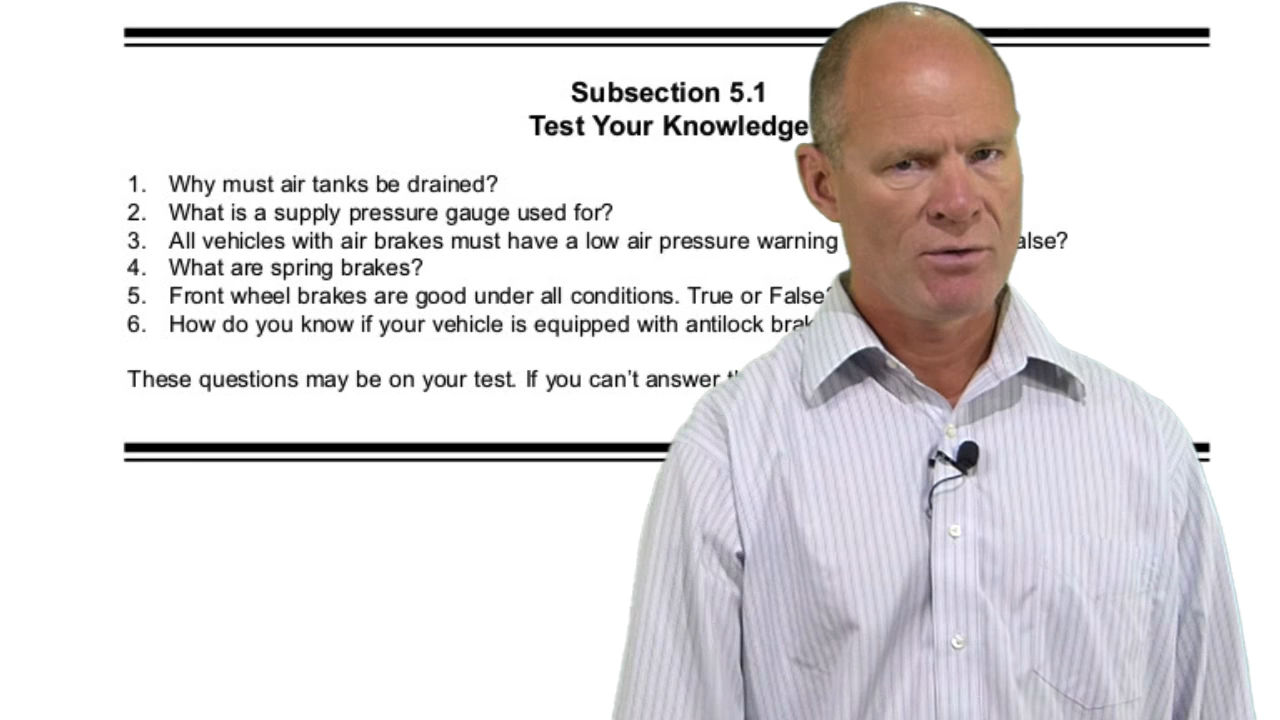 Subsection 5.1
Test Your Knowledge
1. Why must air tanks be drained?
2. What is a supply pressure gauge used for?
3. All vehicles with air brakes must have a low air pressure warning
4. What are spring brakes?
5. Front wheel brakes are good under all conditions. True or False?
6. How do you know if your vehicle is equipped with antilock
These questions may be on your test. If you can't answer